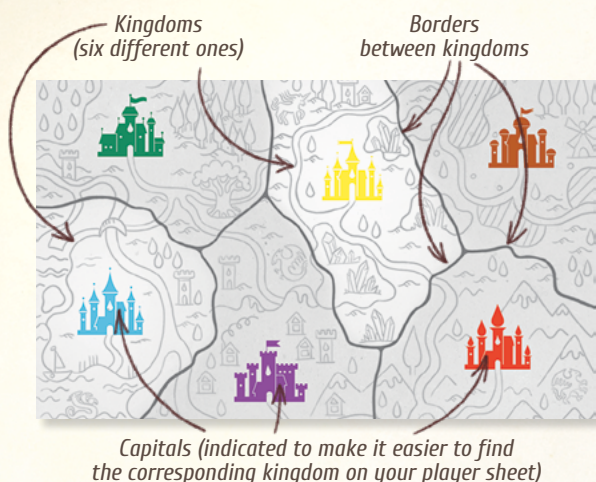 Kingdoms
(six different ones)
Borders
between kingdoms
Capitals (indicated to make it easier to find
the corresponding kingdom on your player sheet)